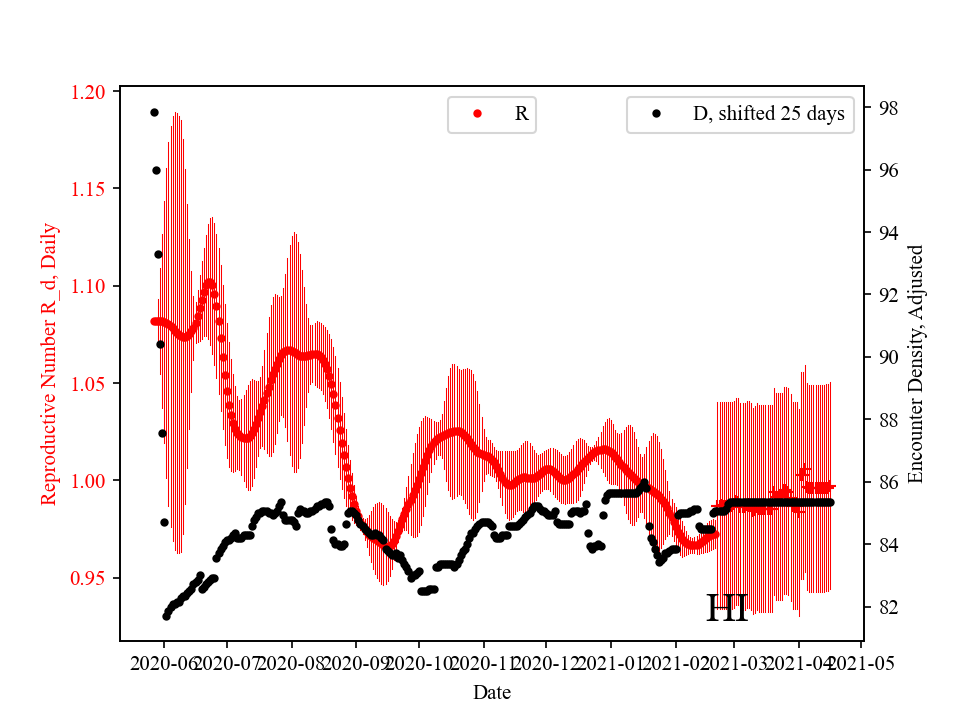 R
D, shifted 25 days
Reproductive Number R_d, Daily
1.20
1.15
1.10
1.05
1.00
0.95
98
96
94
92
90
88
86
84
82
Encounter Density, Adjusted
HI
2020-06 2020-07 2020-08 2020-09 2020-10 2020-11 2020-12 2021-01 2021-02 2021-03 2021-04 2021-05
Date